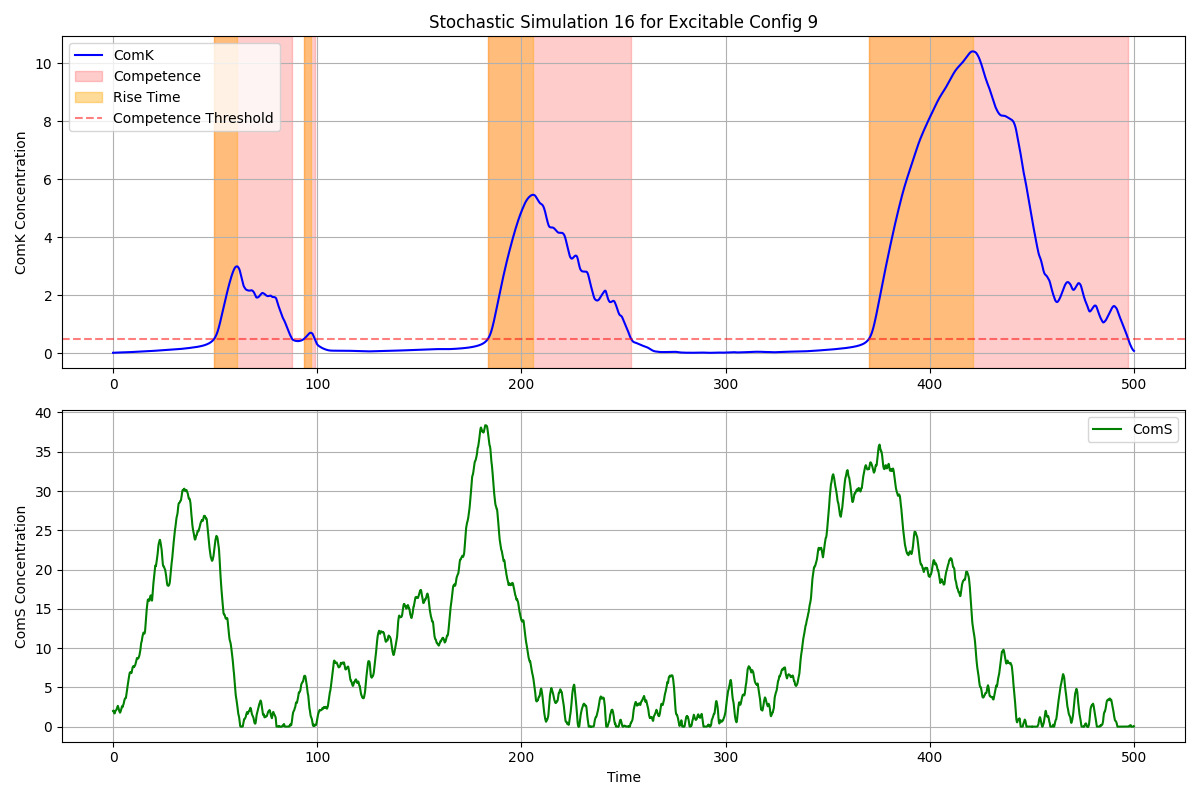 Stochastic Simulation 16 for Excitable Config 9
ComK Concentration
10
8
6
4
2
0
ComK
Competence
Rise Time
Competence Threshold
0 100 200 300 400 500
ComS Concentration
40
35
30
25
20
15
10
5
0
ComS
0 100 200 300 400 500
Time